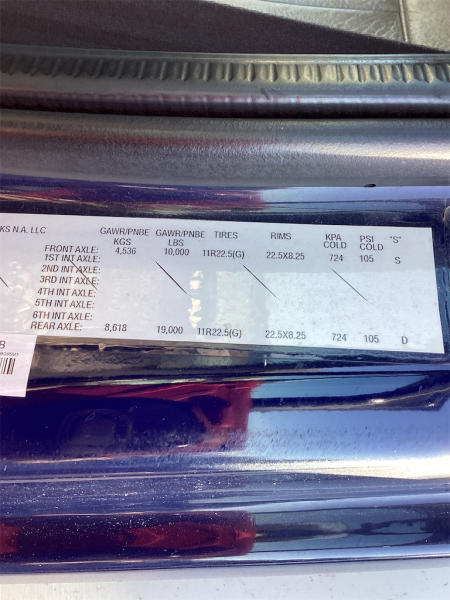 KS N.A. LLC
GAWR/PNBE GAWR/PNBE TIRES RIMS KPA PSI "S"
KGS LBS COLD COLD
FRONT AXLE: 4,536 10,000 11R22.5(G) 22.5X8.25 724 105 S
1ST INT AXLE:
2ND INT AXLE:
3RD INT AXLE:
4TH INT AXLE:
5TH INT AXLE:
6TH INT AXLE:
REAR AXLE: 8,618 19,000 11R22.5(G) 22.5X8.25 724 105 D
B